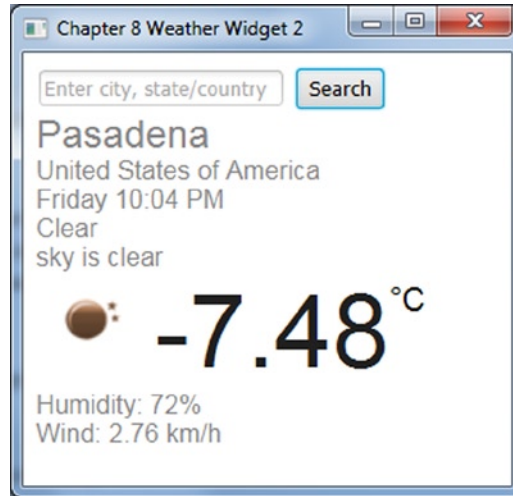 Chapter 8 Weather Widget 2
Enter city, state/country Search
Pasadena
United States of America
Friday 10:04 PM
Clear
sky is clear
-7.48°C
Humidity: 72%
Wind: 2.76 km/h